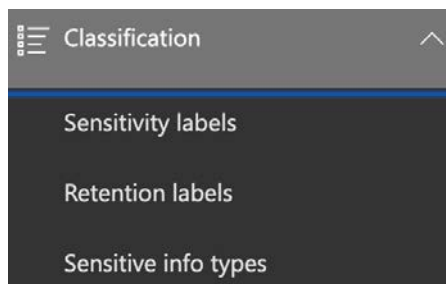 Classification
Sensitivity labels
Retention labels
Sensitive info types